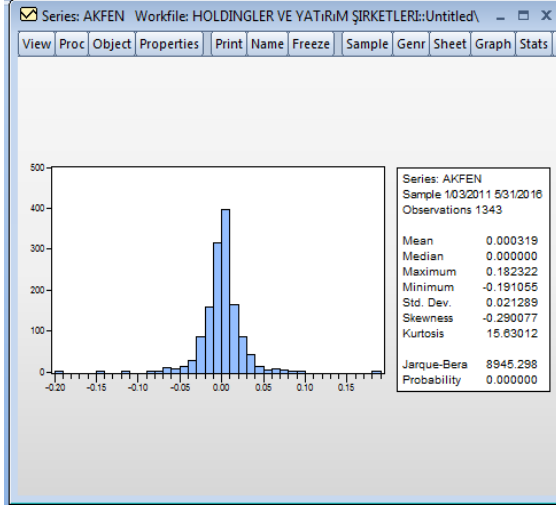 Series: AKFEN Workfile: HOLDINGLER VE YATıRıM ŞIRKETLERI::Untitled\
View Proc Object Properties Print Name Freeze Sample Genr Sheet Graph Stats
500
400
300
200
100
0
-0.20 -0.15 -0.10 -0.05 0.00 0.05 0.10 0.15
Series: AKFEN
Sample 1/03/2011 5/31/2016
Observations 1343
Mean 0.000319
Median 0.000000
Maximum 0.182322
Minimum -0.191055
Std. Dev. 0.021289
Skewness -0.290077
Kurtosis 15.63012
Jarque-Bera 8945.298
Probability 0.000000